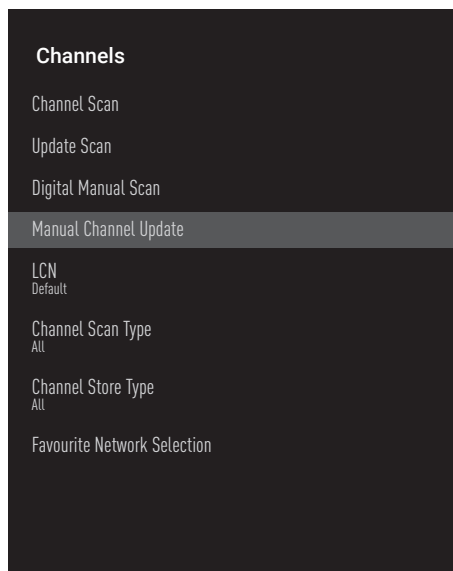 Channels
Channel Scan
Update Scan
Digital Manual Scan
Manual Channel Update
LCN
Default
Channel Scan Type
All
Channel Store Type
All
Favourite Network Selection